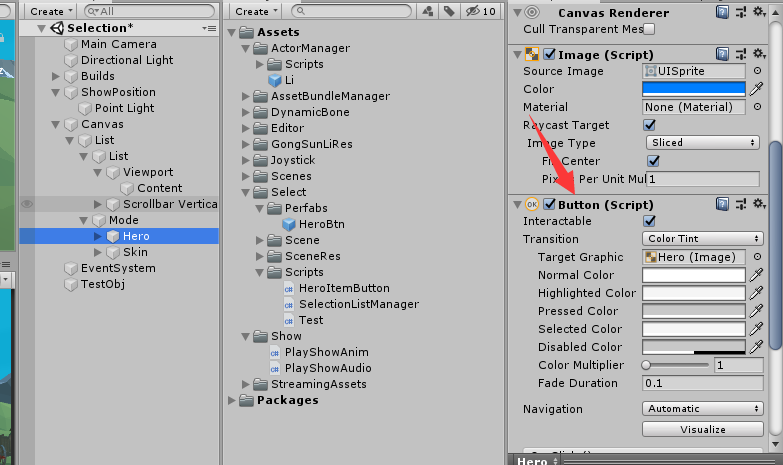 Create
All
Selection*
Main Camera
Directional Light
Builds
ShowPosition
Point Light
Canvas
List
List
Viewport
Content
Scrollbar Vertica
Mode
Hero
Skin
EventSystem
TestObj
Create
10
Assets
ActorManager
Scripts
Li
AssetBundleManager
DynamicBone
Editor
GongSunLiRes
Joystick
Scenes
Select
Perfabs
HeroBtn
Scene
SceneRes
Scripts
HeroItemButton
SelectionListManager
Test
Show
PlayShowAnim
PlayShowAudio
StreamingAssets
Packages
Canvas Renderer
Cull Transparent Mes
Image (Script)
Source Image UISprite
Color
Material None (Material)
Raycast Target
Image Type Sliced
Fill Center
Pixels Per Unit Mul 1
OK Button (Script)
Interactable
Transition Color Tint
Target Graphic Hero (Image)
Normal Color
Highlighted Color
Pressed Color
Selected Color
Disabled Color
Color Multiplier 1
Fade Duration 0.1
Navigation Automatic
Visualize
Hero